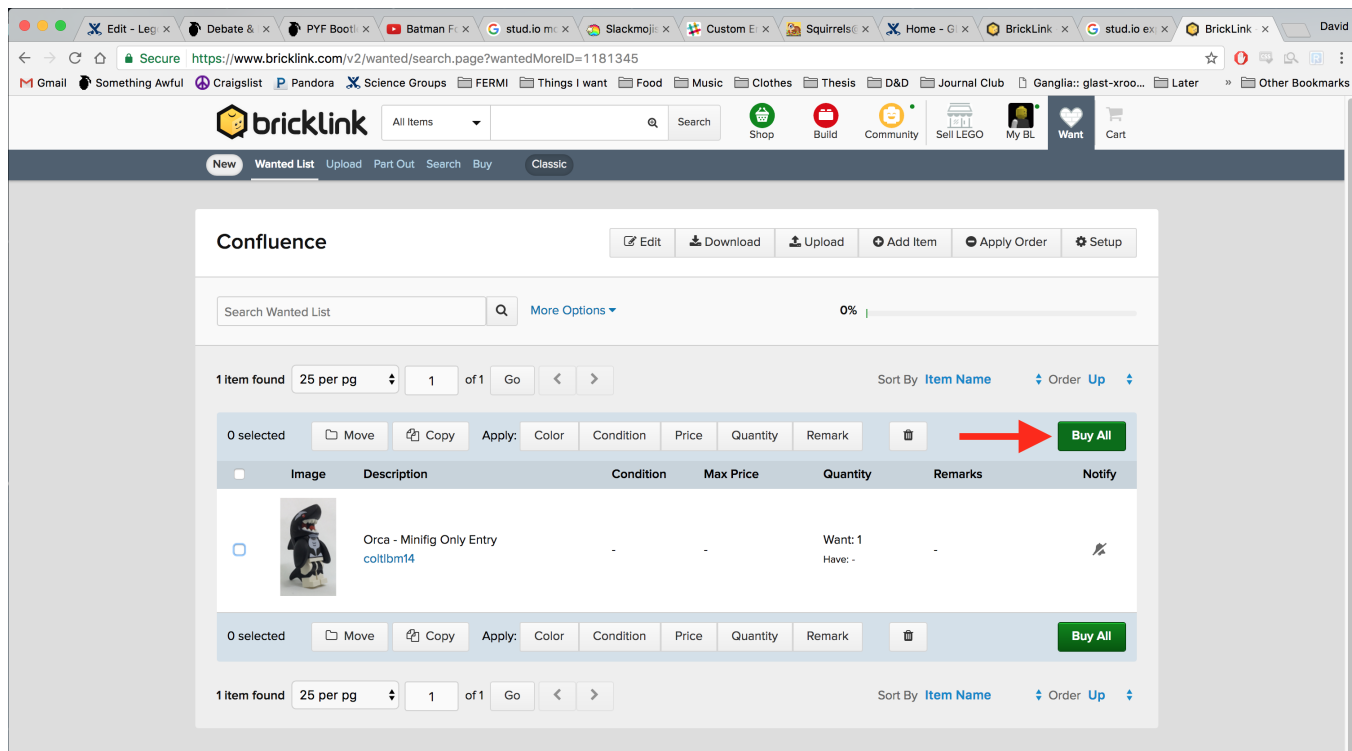 Edit - Leg
Debate &
PYF Bootl
Batman Fo
stud.io mo
Slackmojis
Custom E
Squirrels@
Home - G
BrickLink
stud.io ex
BrickLink
David
Secure https://www.bricklink.com/v2/wanted/search.page?wantedMoreID=1181345
Gmail Something Awful Craigslist Pandora Science Groups FERMI Things I want Food Music Clothes Thesis D&D Journal Club Ganglia:: glast-xroo... Later » Other Bookmarks
bricklink All Items Search Shop Build Community Sell LEGO My BL Want Cart
New Wanted List Upload Part Out Search Buy Classic
Confluence Edit Download Upload Add Item Apply Order Setup
Search Wanted List More Options 0%
1 item found 25 per pg 1 of 1 Go Sort By Item Name Order Up
0 selected Move Copy Apply: Color Condition Price Quantity Remark Buy All
Image Description Condition Max Price Quantity Remarks Notify
Orca - Minifig Only Entry Want: 1
coltlbm14 - - Have: - -
0 selected Move Copy Apply: Color Condition Price Quantity Remark Buy All
1 item found 25 per pg 1 of 1 Go Sort By Item Name Order Up